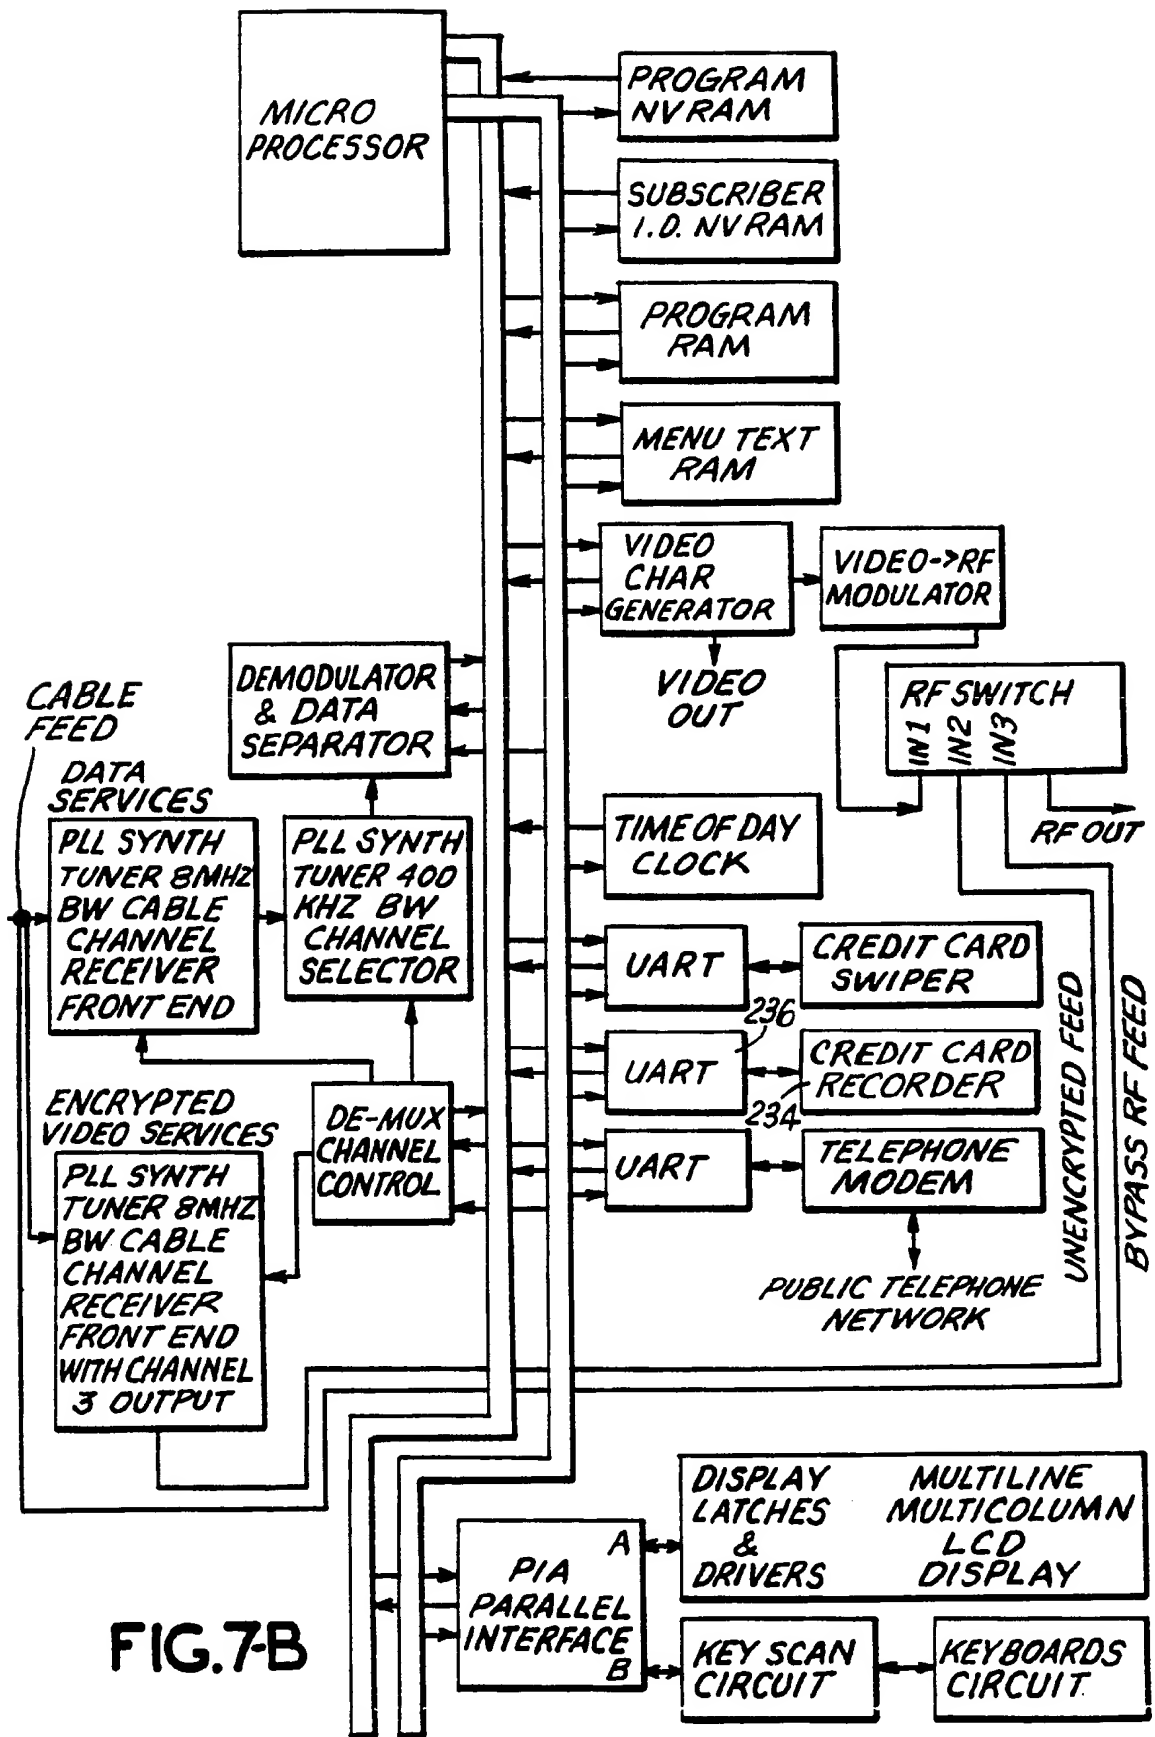 MICRO
PROCESSOR
PROGRAM
NVRAM
SUBSCRIBER
I.D. NVRAM
PROGRAM
RAM
MENU TEXT
RAM
VIDEO
CHAR
GENERATOR
VIDEO->RF
MODULATOR
VIDEO
OUT
RF SWITCH
IN1
IN2
IN3
RF OUT
DEMODULATOR
& DATA
SEPARATOR
CABLE
FEED
DATA
SERVICES
PLL SYNTH
TUNER 8MHZ
BW CABLE
CHANNEL
RECEIVER
FRONT END
PLL SYNTH
TUNER 400
KHZ BW
CHANNEL
SELECTOR
TIME OF DAY
CLOCK
UART
CREDIT CARD
SWIPER
236
UART
CREDIT CARD
RECORDER
234
UART
TELEPHONE
MODEM
PUBLIC TELEPHONE
NETWORK
UNENCRYPTED FEED
BYPASS RF FEED
ENCRYPTED
VIDEO SERVICES
PLL SYNTH
TUNER 8MHZ
BW CABLE
CHANNEL
RECEIVER
FRONT END
WITH CHANNEL
3 OUTPUT
DE-MUX
CHANNEL
CONTROL
A
PIA
PARALLEL
INTERFACE
B
DISPLAY
LATCHES
&
DRIVERS
MULTILINE
MULTICOLUMN
LCD
DISPLAY
KEY SCAN
CIRCUIT
KEYBOARDS
CIRCUIT
FIG.7-B